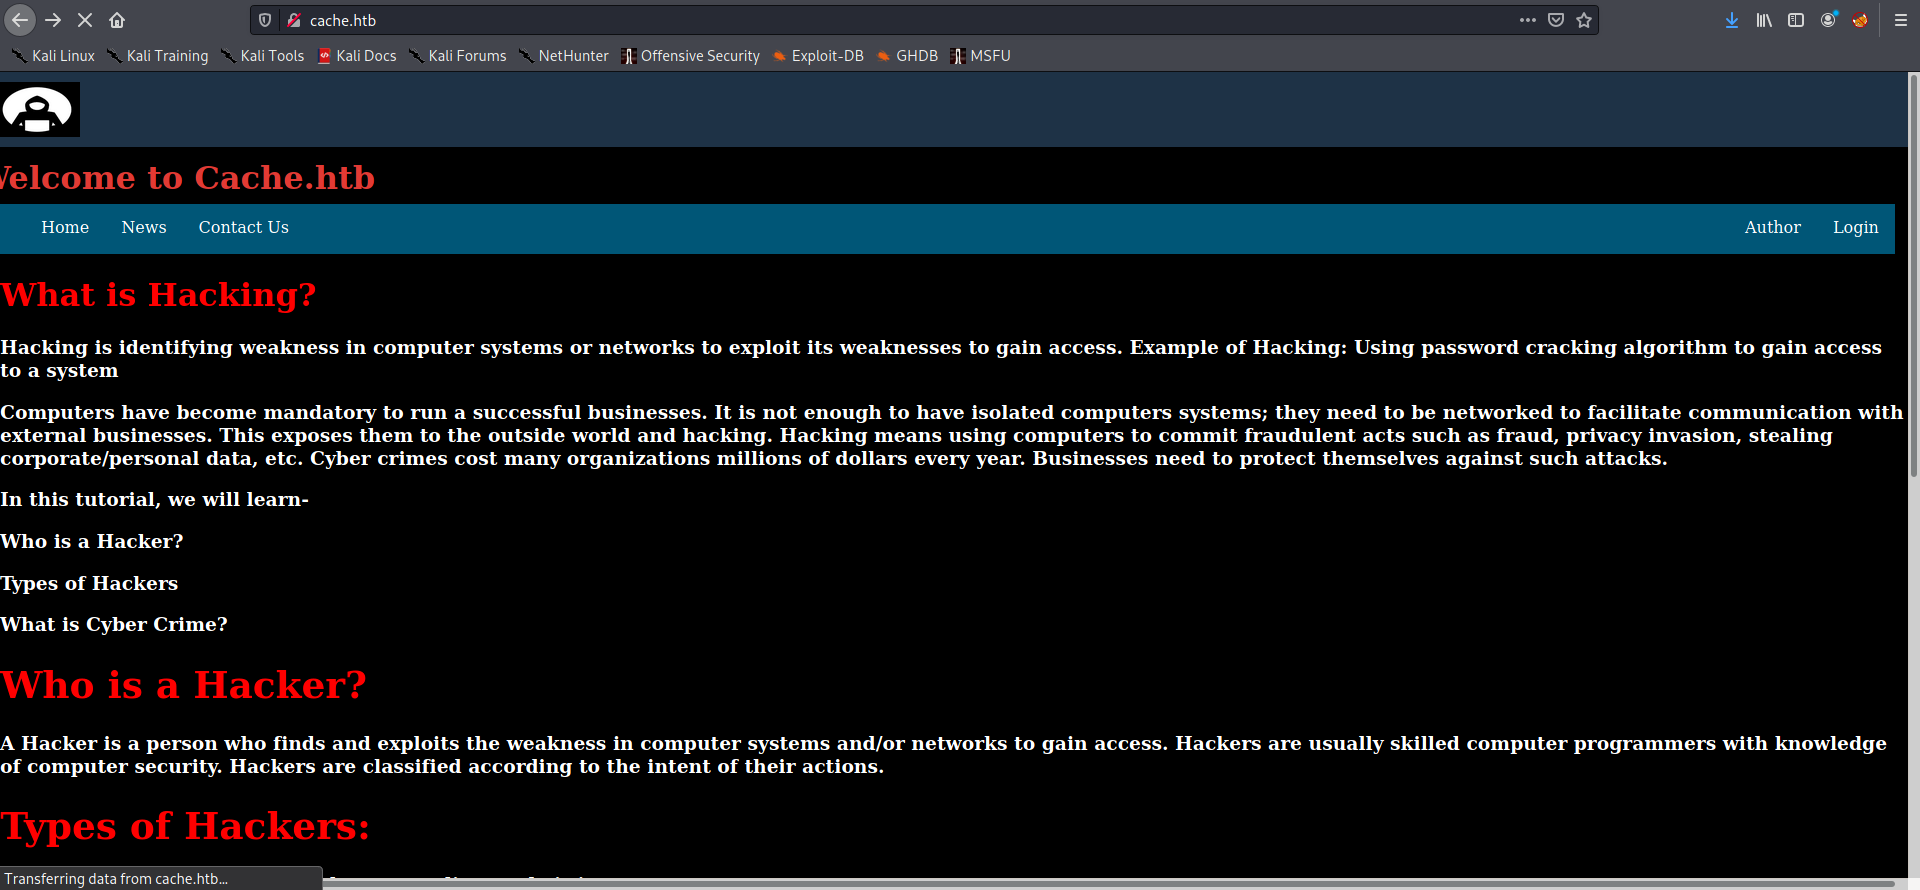 cache.htb
Kali Linux Kali Training Kali Tools Kali Docs Kali Forums NetHunter Offensive Security Exploit-DB GHDB MSFU
Welcome to Cache.htb
Home News Contact Us Author Login
What is Hacking?
Hacking is identifying weakness in computer systems or networks to exploit its weaknesses to gain access. Example of Hacking: Using password cracking algorithm to gain access
to a system
Computers have become mandatory to run a successful businesses. It is not enough to have isolated computers systems; they need to be networked to facilitate communication with
external businesses. This exposes them to the outside world and hacking. Hacking means using computers to commit fraudulent acts such as fraud, privacy invasion, stealing
corporate/personal data, etc. Cyber crimes cost many organizations millions of dollars every year. Businesses need to protect themselves against such attacks.
In this tutorial, we will learn-
Who is a Hacker?
Types of Hackers
What is Cyber Crime?
Who is a Hacker?
A Hacker is a person who finds and exploits the weakness in computer systems and/or networks to gain access. Hackers are usually skilled computer programmers with knowledge
of computer security. Hackers are classified according to the intent of their actions.
Types of Hackers:
Transferring data from cache.htb...